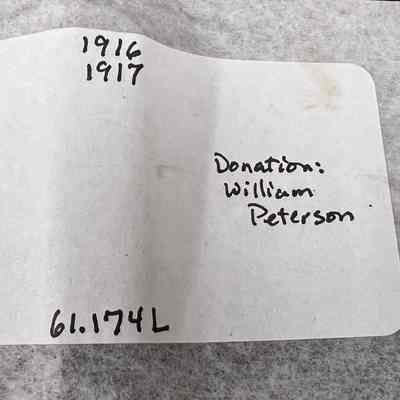 1916
1917
Donation:
William
Peterson
61.174L